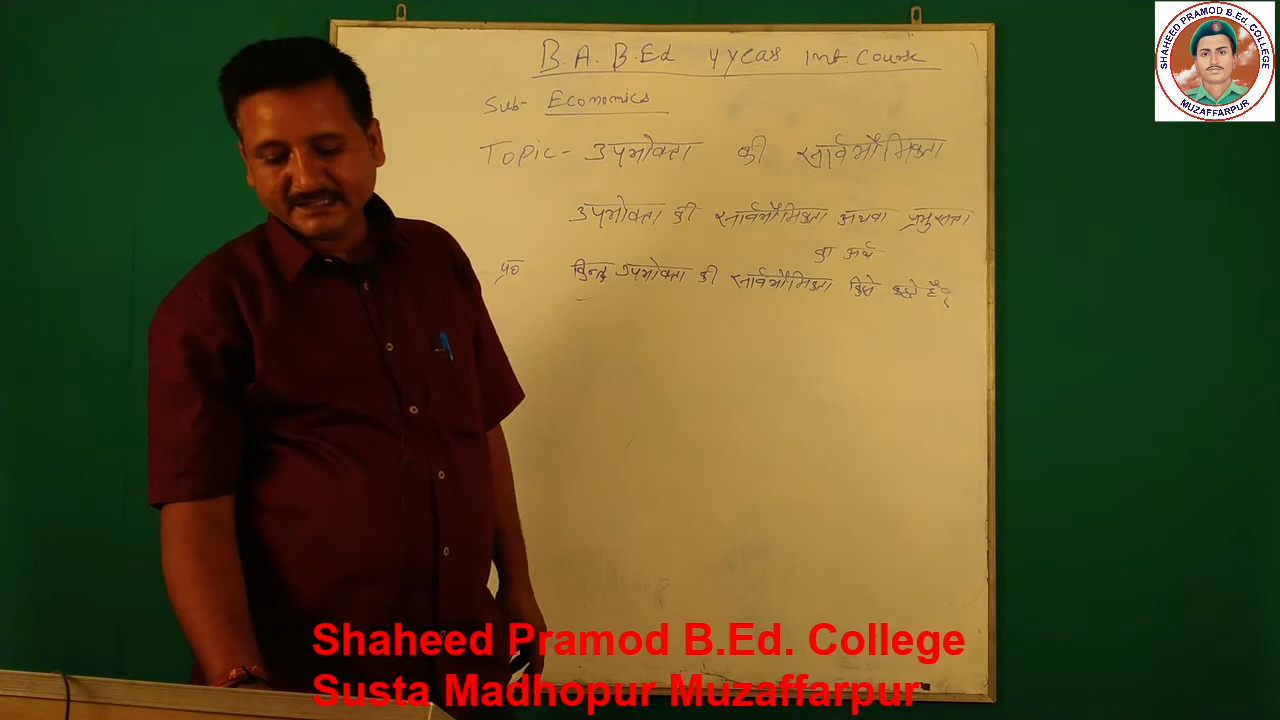 B.A. B.Ed 4 year Int. Course
Sub- Economics
Topic- उपभोक्ता की सार्वभौमिकता
उपभोक्ता की सार्वभौमिकता अथवा प्रभुसत्ता
का अर्थ
प्र० किन्तु उपभोक्ता की सार्वभौमिकता किसे कहते हैं?
SHAHEED PRAMOD B.Ed. COLLEGE
MUZAFFARPUR
Shaheed Pramod B.Ed. College
Susta Madhopur Muzaffarpur